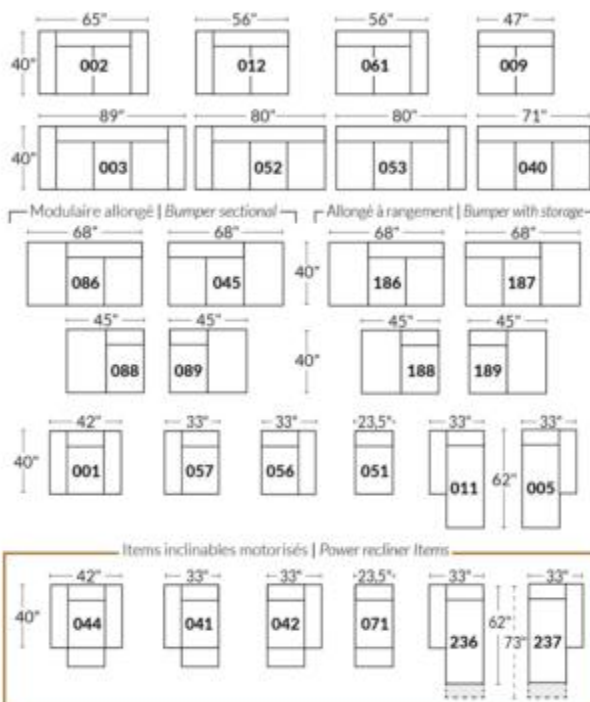 65" 56" 56" 47"
40" 002 012 061 009
89" 80" 80" 71"
40" 003 052 053 040
Modulaire allongé | Bumper sectional Allongé à rangement | Bumper with storage
68" 68" 68" 68"
086 045 40" 186 187
45" 45" 45" 45"
088 089 40" 188 189
42" 33" 33" 23,5" 33" 33"
40" 001 057 056 051 011 62" 005
Items inclinables motorisés | Power recliner Items
42" 33" 33" 23,5" 33" 33"
40" 044 041 042 071 236 62" 73" 237